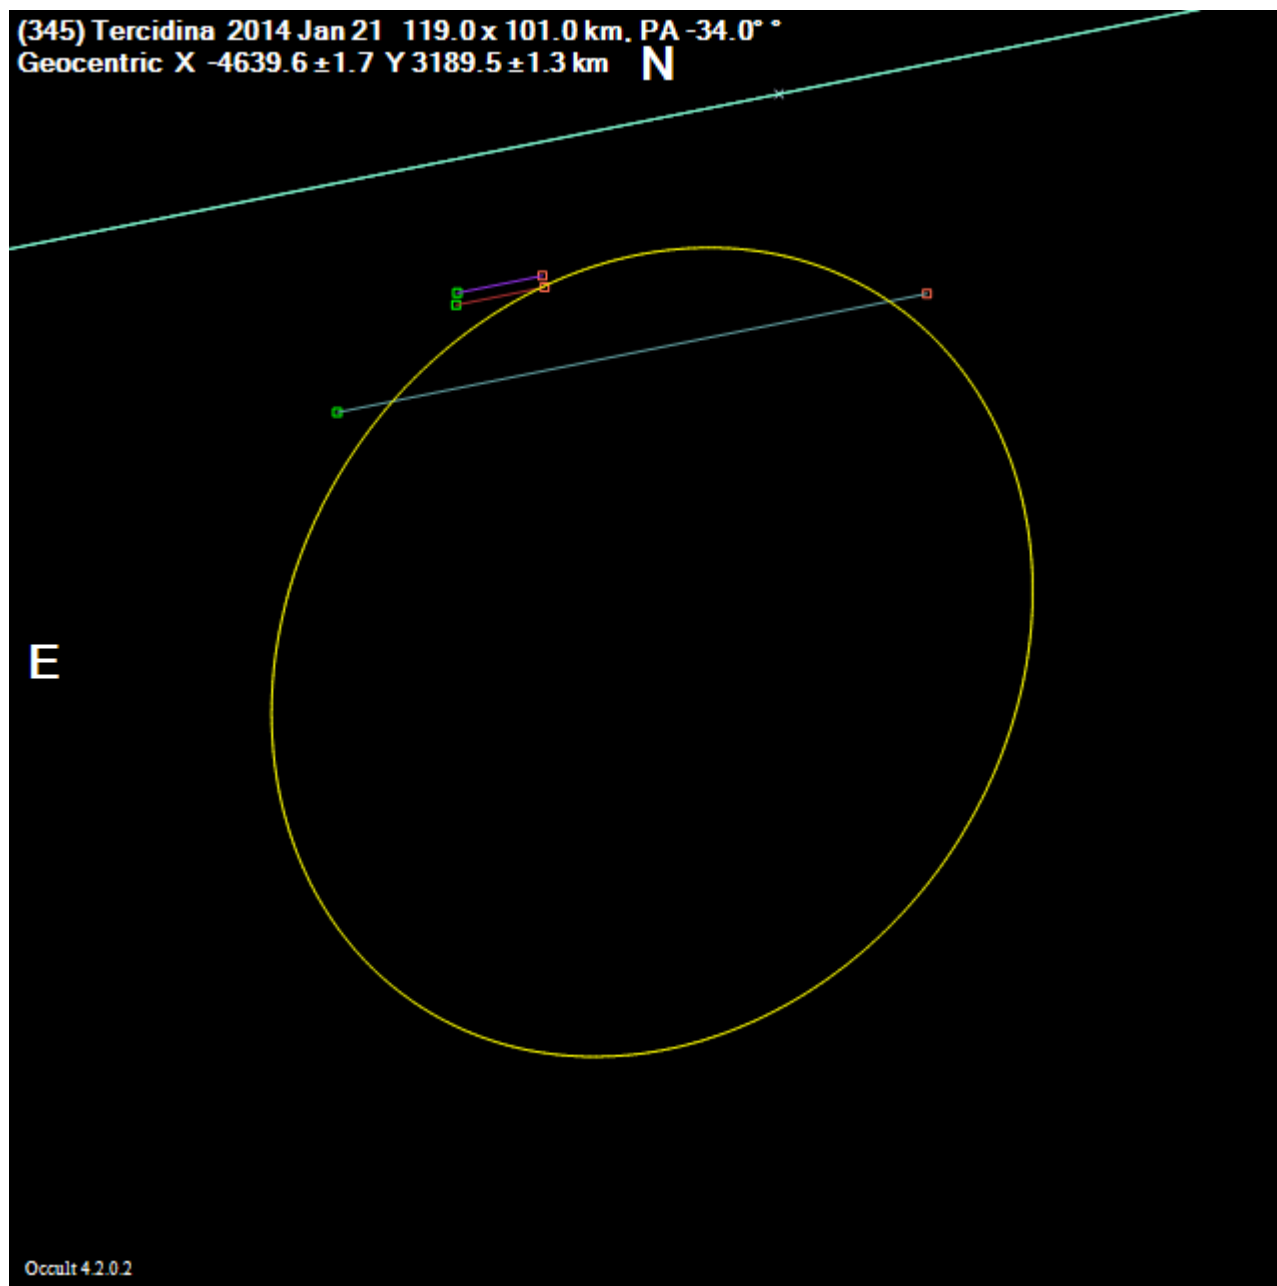 (345) Tercidina 2014 Jan 21 119.0 x 101.0 km, PA -34.0° °
Geocentric X -4639.6 ±1.7 Y 3189.5 ±1.3 km
N
E
Occult 4.2.0.2